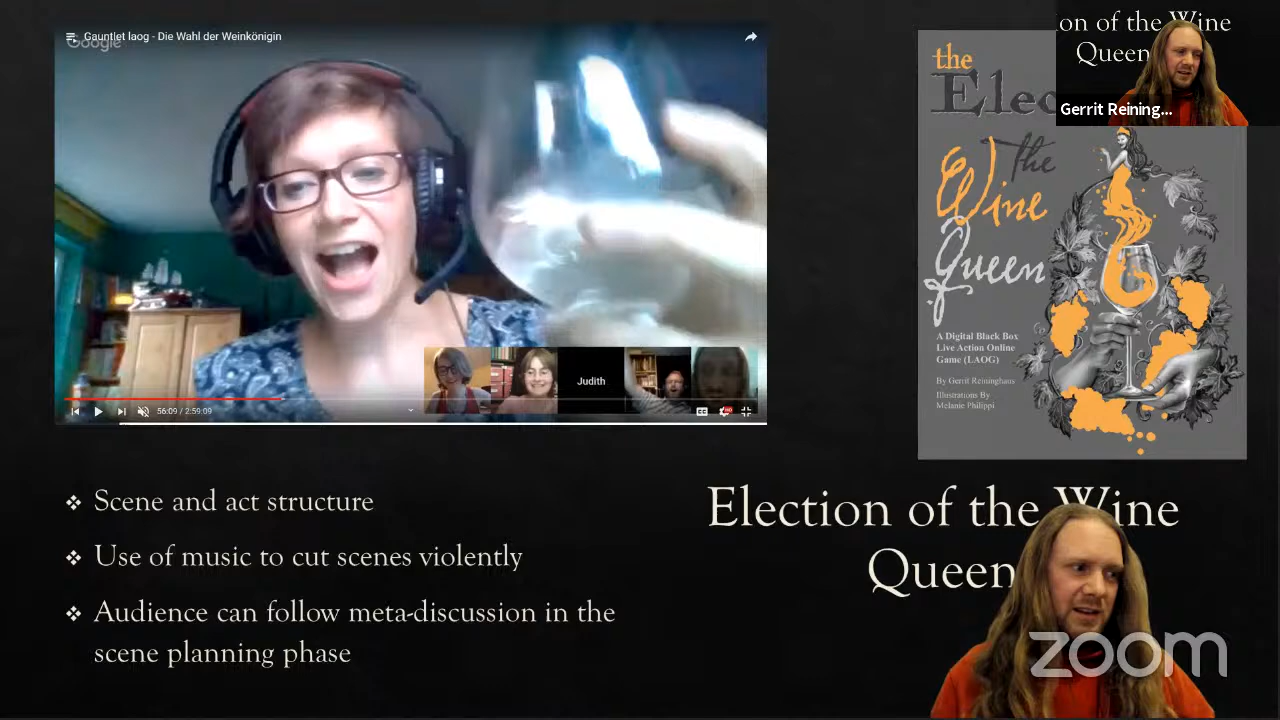 Gauntlet laog - Die Wahl der Weinkönigin
Google
Judith
56:09 / 2:59:09
CC
HD
on of the Wine
Queen
Gerrit Reining...
the
Elec
the
Wine
Queen
A Digital Black Box
Live Action Online
Game (LAOG)
By Gerrit Reininghaus
Illustrations By
Melanie Philippi
Election of the Wine
Queen
❖ Scene and act structure
❖ Use of music to cut scenes violently
❖ Audience can follow meta-discussion in the
scene planning phase
zoom